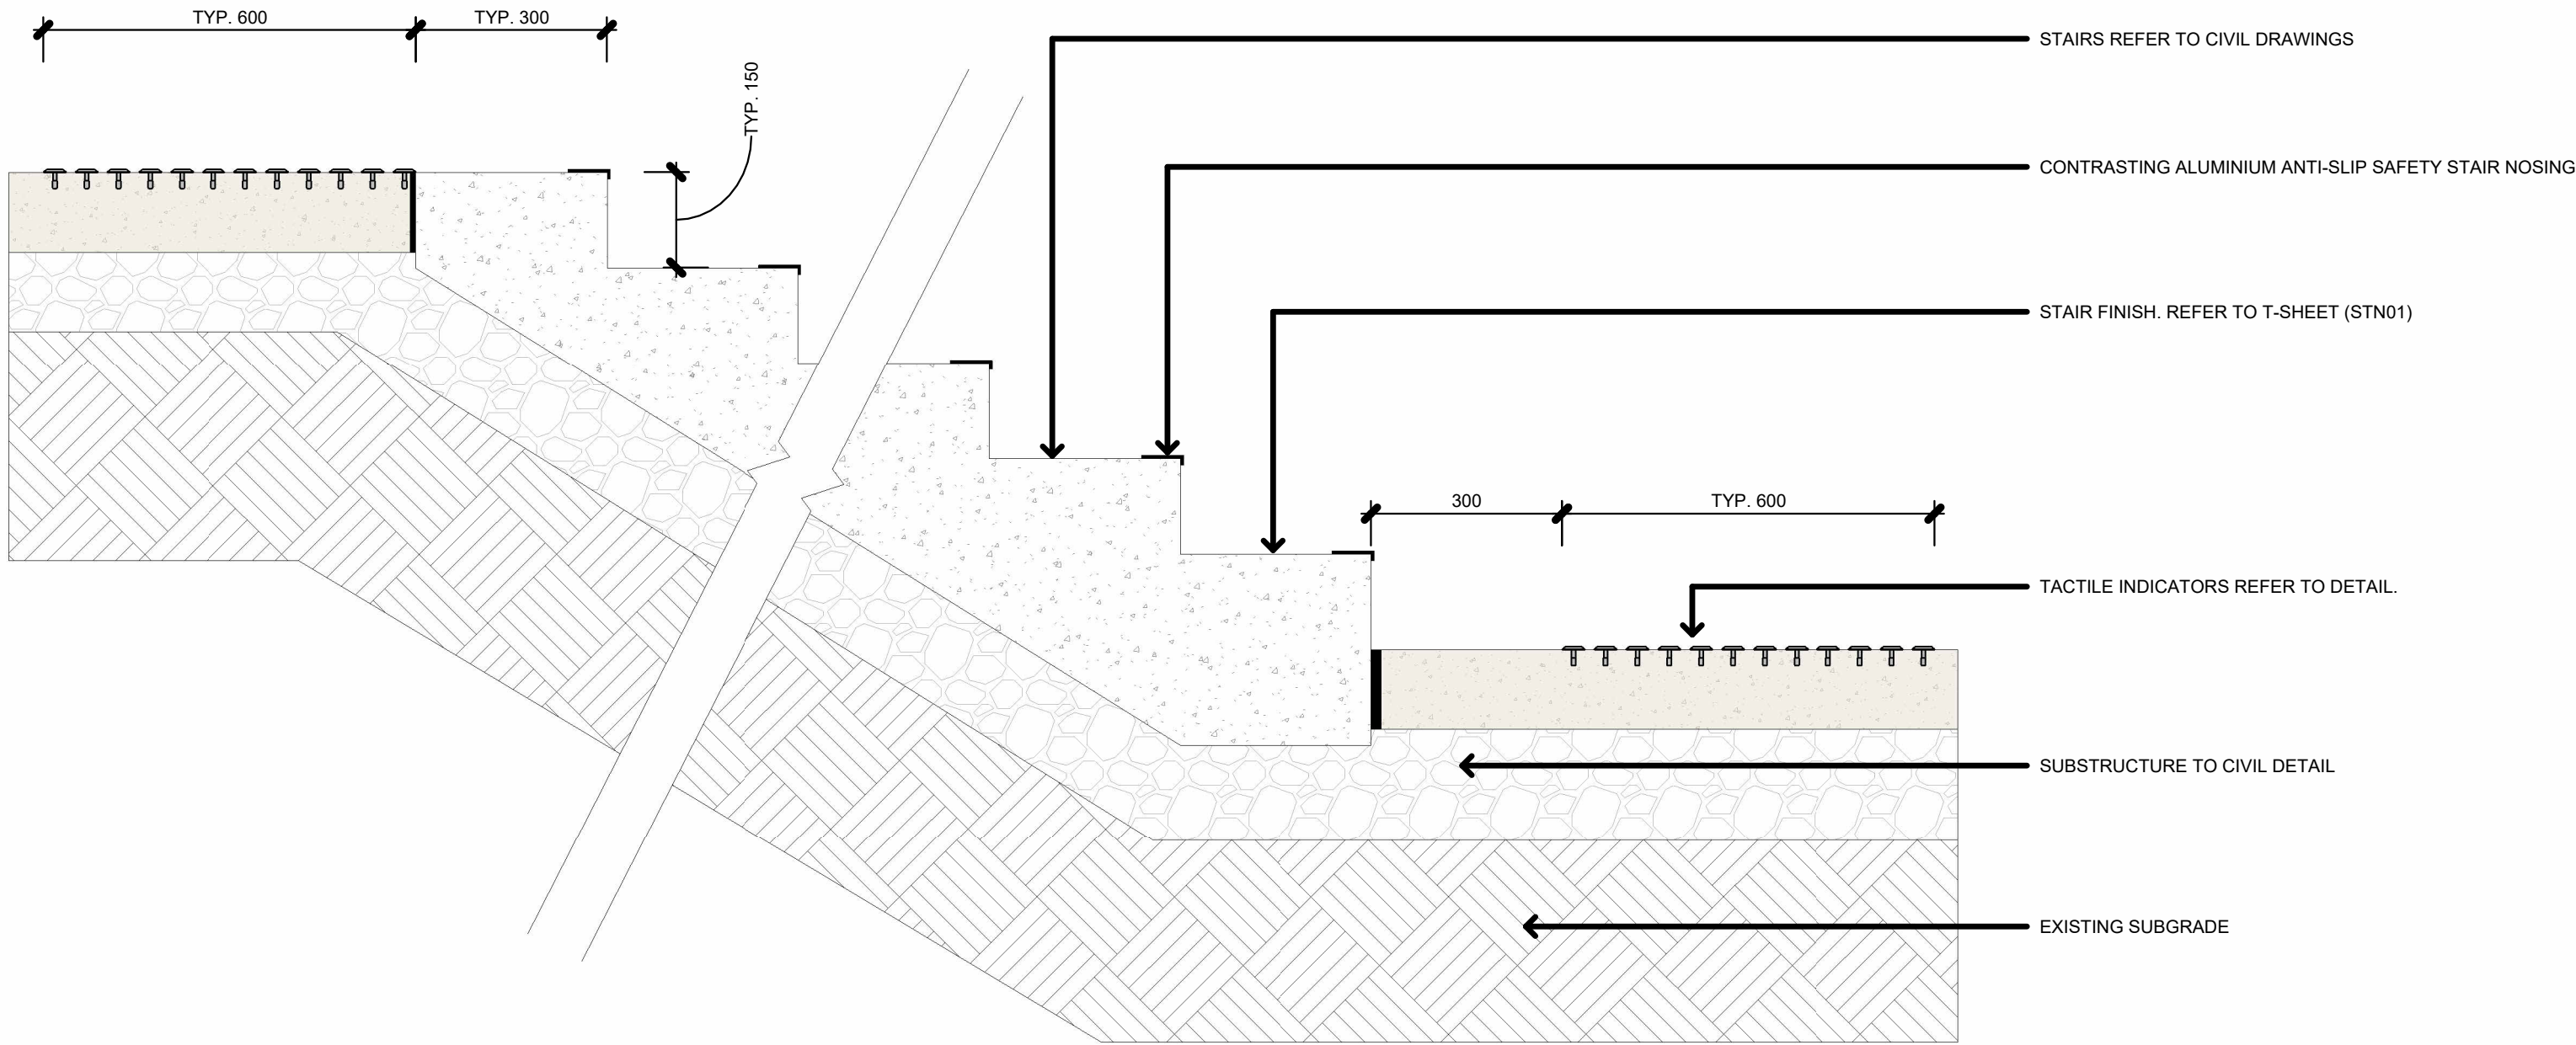 TYP. 600
TYP. 300
STAIRS REFER TO CIVIL DRAWINGS
TYP. 150
CONTRASTING ALUMINIUM ANTI-SLIP SAFETY STAIR NOSING
STAIR FINISH. REFER TO T-SHEET (STN01)
300
TYP. 600
TACTILE INDICATORS REFER TO DETAIL.
SUBSTRUCTURE TO CIVIL DETAIL
EXISTING SUBGRADE